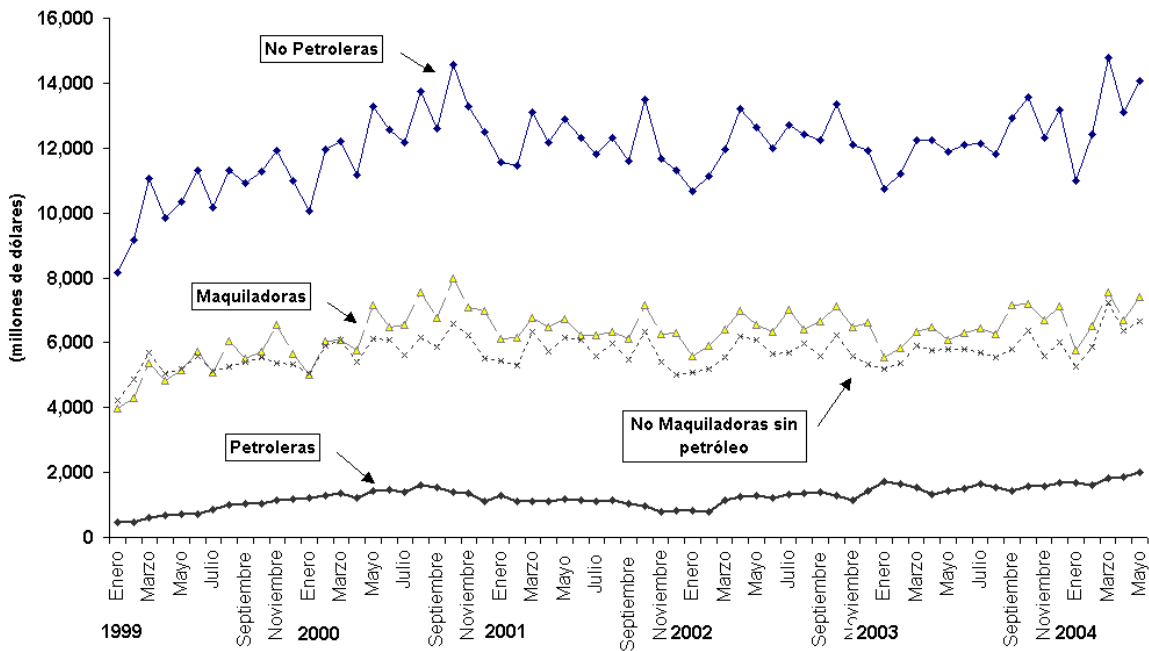 16,000
14,000
12,000
10,000
8,000
6,000
4,000
2,000
0
(millones de dólares)
No Petroleras
Maquiladoras
No Maquiladoras sin
petróleo
Petroleras
Enero
Marzo
Mayo
Julio
Septiembre
Noviembre
Enero
Marzo
Mayo
Julio
Septiembre
Noviembre
Enero
Marzo
Mayo
Julio
Septiembre
Noviembre
Enero
Marzo
Mayo
Julio
Septiembre
Noviembre
Enero
Marzo
Mayo
Julio
Septiembre
Noviembre
Enero
Marzo
Mayo
1999
2000
2001
2002
2003
2004